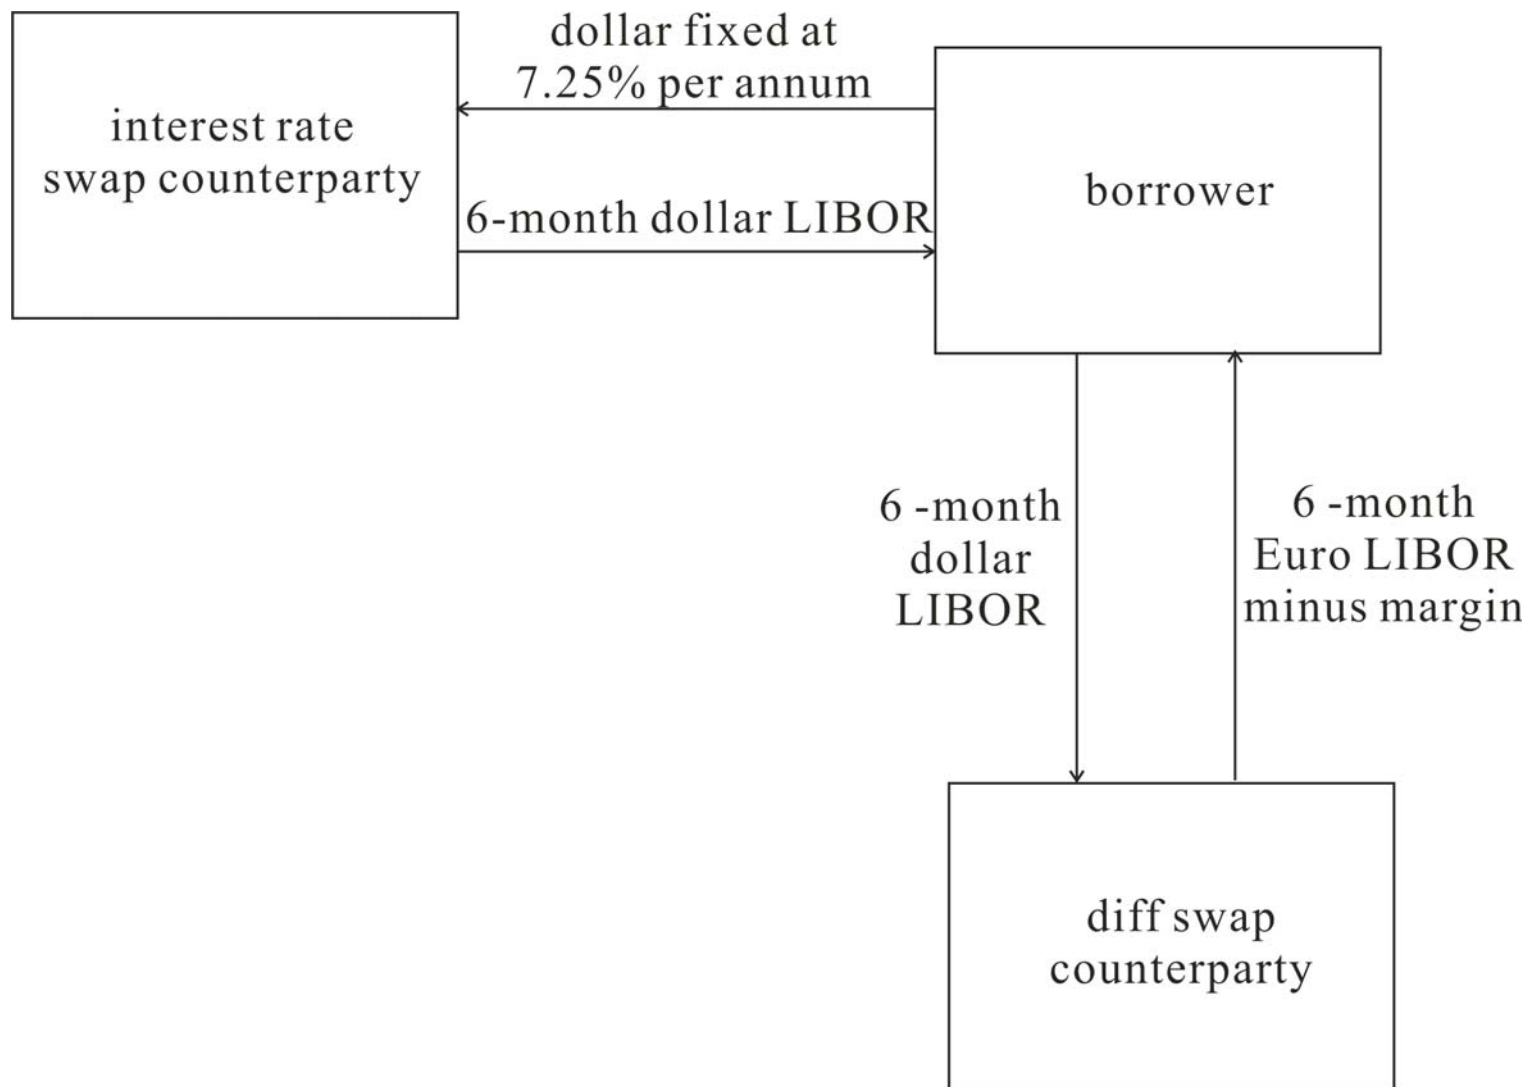 dollar fixed at
7.25% per annum
interest rate
swap counterparty
6-month dollar LIBOR
borrower
6 -month
dollar
LIBOR
6 -month
Euro LIBOR
minus margin
diff swap
counterparty